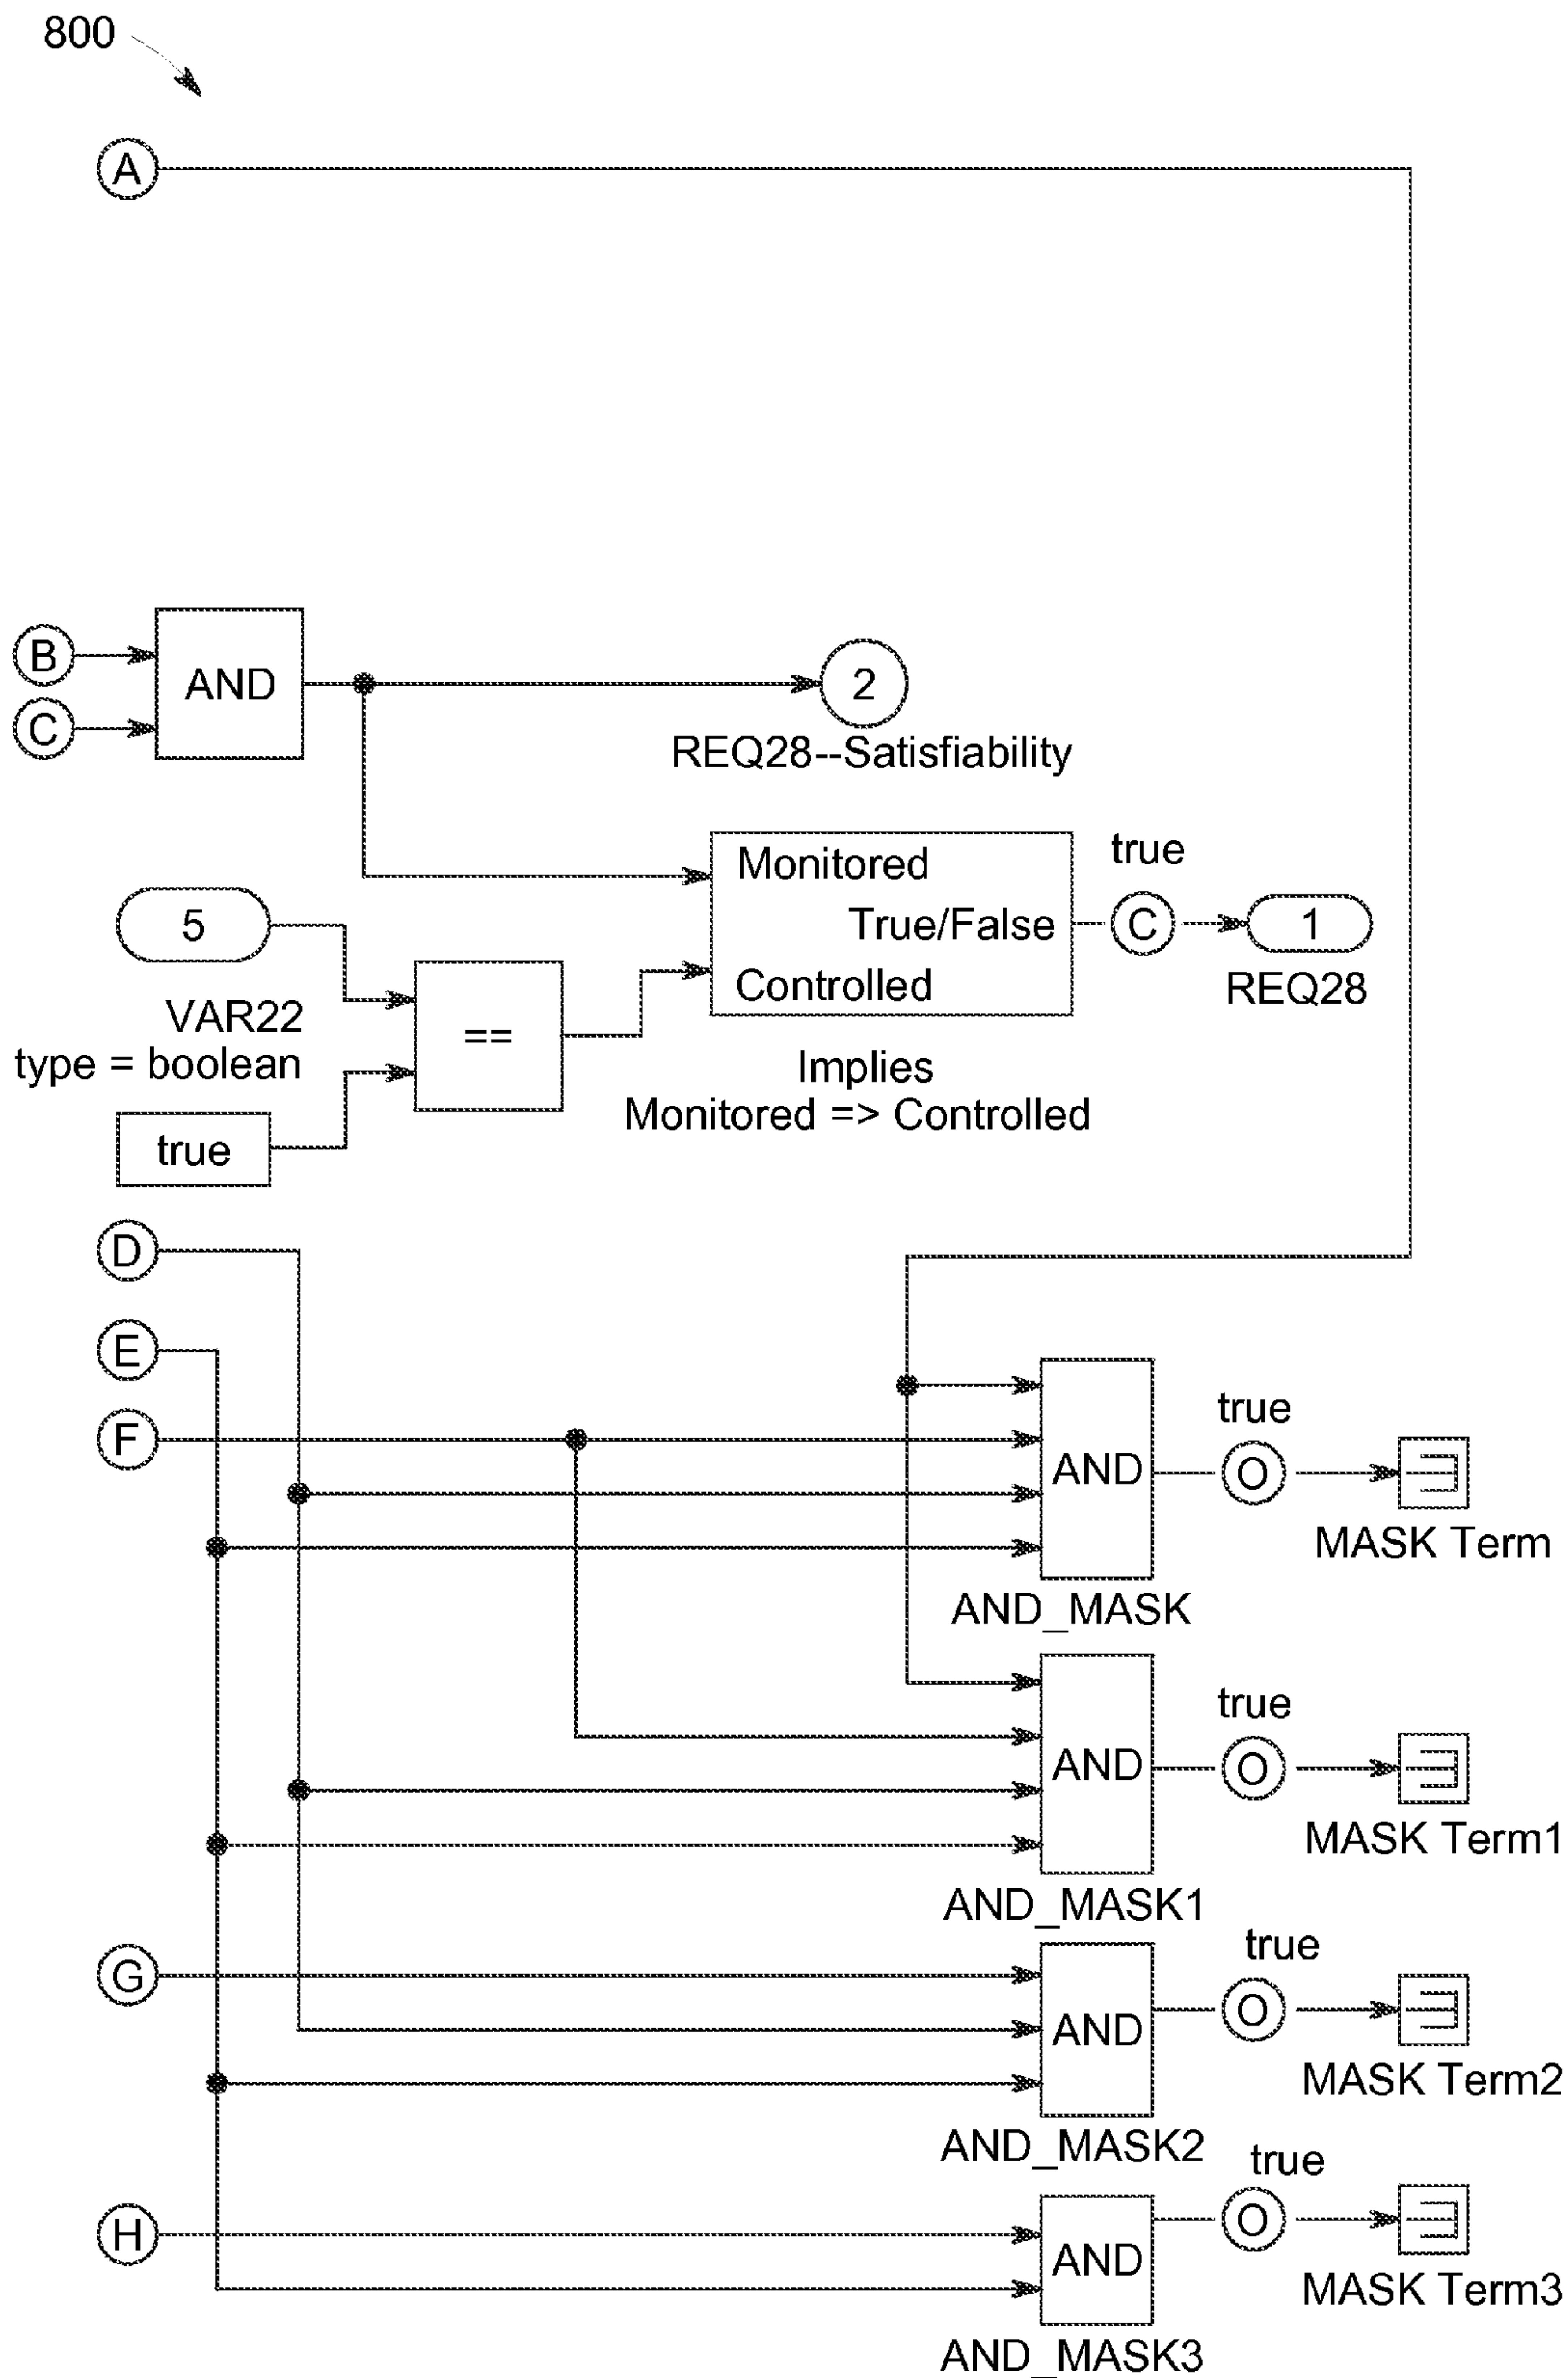 800
A
B
AND
C
2
REQ28--Satisfiability
true
Monitored
True/False
Controlled
C
1
REQ28
5
VAR22
type = boolean
==
true
Implies
Monitored => Controlled
D
E
F
AND
true
O
MASK Term
AND_MASK
AND
true
O
MASK Term1
AND_MASK1
G
AND
true
O
MASK Term2
AND_MASK2
H
AND
true
O
MASK Term3
AND_MASK3